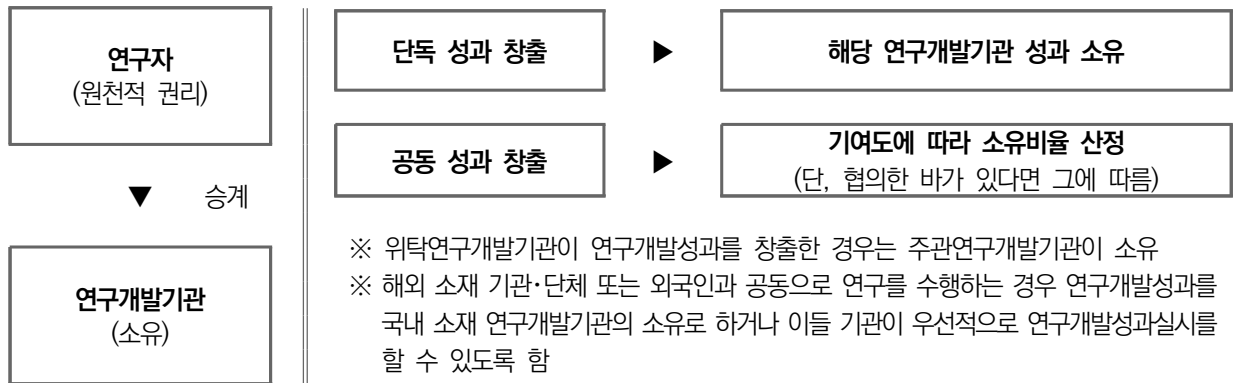 연구자
(원천적 권리)
▼ 승계
연구개발기관
(소유)
단독 성과 창출 ▶ 해당 연구개발기관 성과 소유
공동 성과 창출 ▶ 기여도에 따라 소유비율 산정
(단, 협의한 바가 있다면 그에 따름)
※ 위탁연구개발기관이 연구개발성과를 창출한 경우는 주관연구개발기관이 소유
※ 해외 소재 기관·단체 또는 외국인과 공동으로 연구를 수행하는 경우 연구개발성과를
국내 소재 연구개발기관의 소유로 하거나 이들 기관이 우선적으로 연구개발성과실시를
할 수 있도록 함